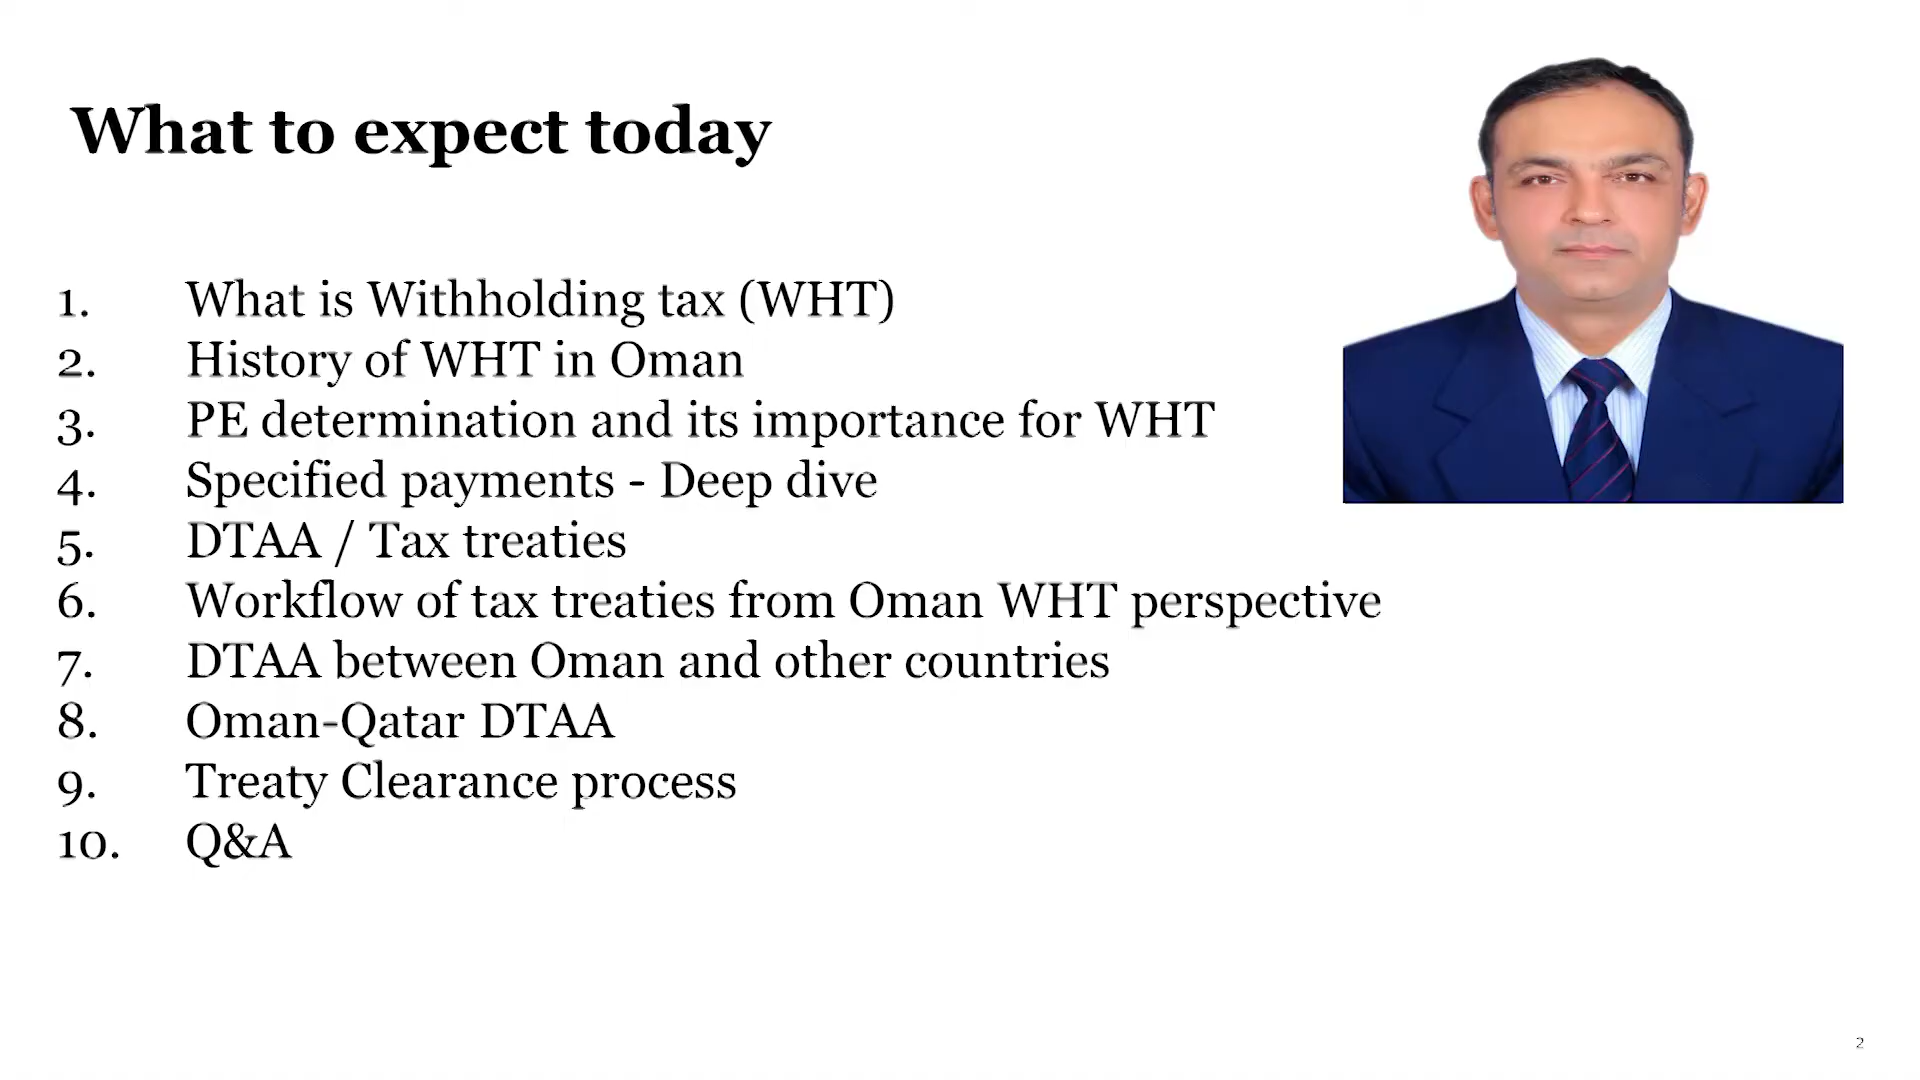 What to expect today
1. What is Withholding tax (WHT)
2. History of WHT in Oman
3. PE determination and its importance for WHT
4. Specified payments - Deep dive
5. DTAA / Tax treaties
6. Workflow of tax treaties from Oman WHT perspective
7. DTAA between Oman and other countries
8. Oman-Qatar DTAA
9. Treaty Clearance process
10. Q&A
2